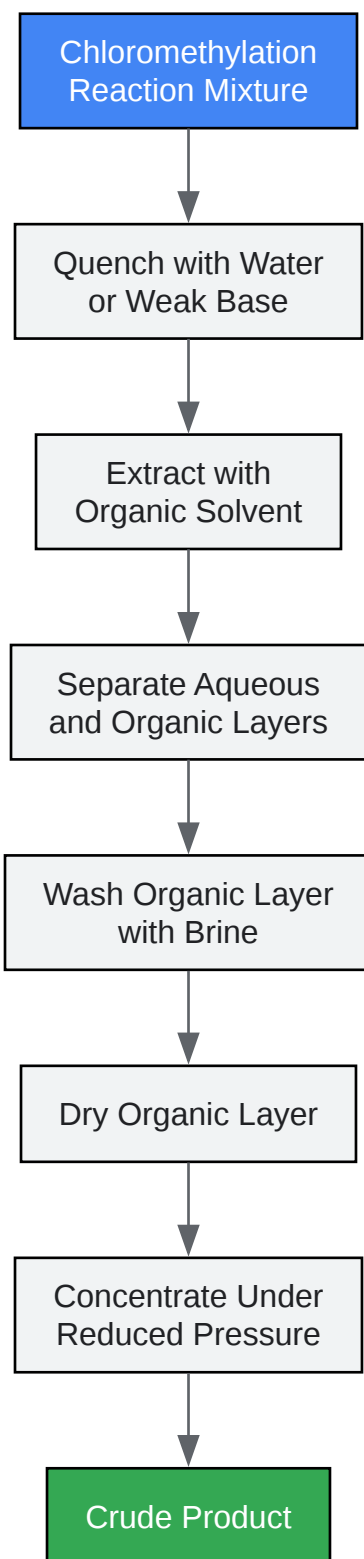 Chloromethylation
Reaction Mixture
Quench with Water
or Weak Base
Extract with
Organic Solvent
Separate Aqueous
and Organic Layers
Wash Organic Layer
with Brine
Dry Organic Layer
Concentrate Under
Reduced Pressure
Crude Product